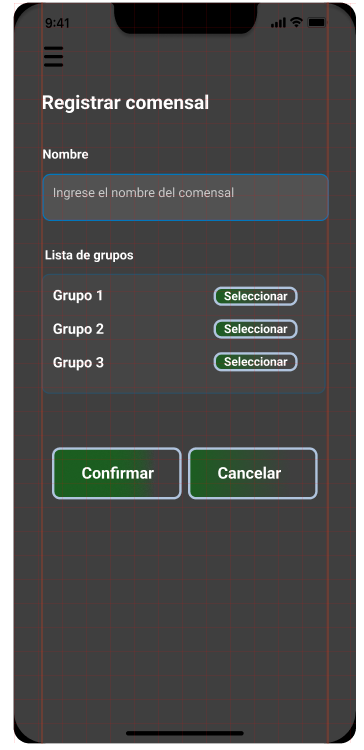 9:41
Registrar comensal
Nombre
Ingrese el nombre del comensal
Lista de grupos
Grupo 1 Seleccionar
Grupo 2 Seleccionar
Grupo 3 Seleccionar
Confirmar Cancelar